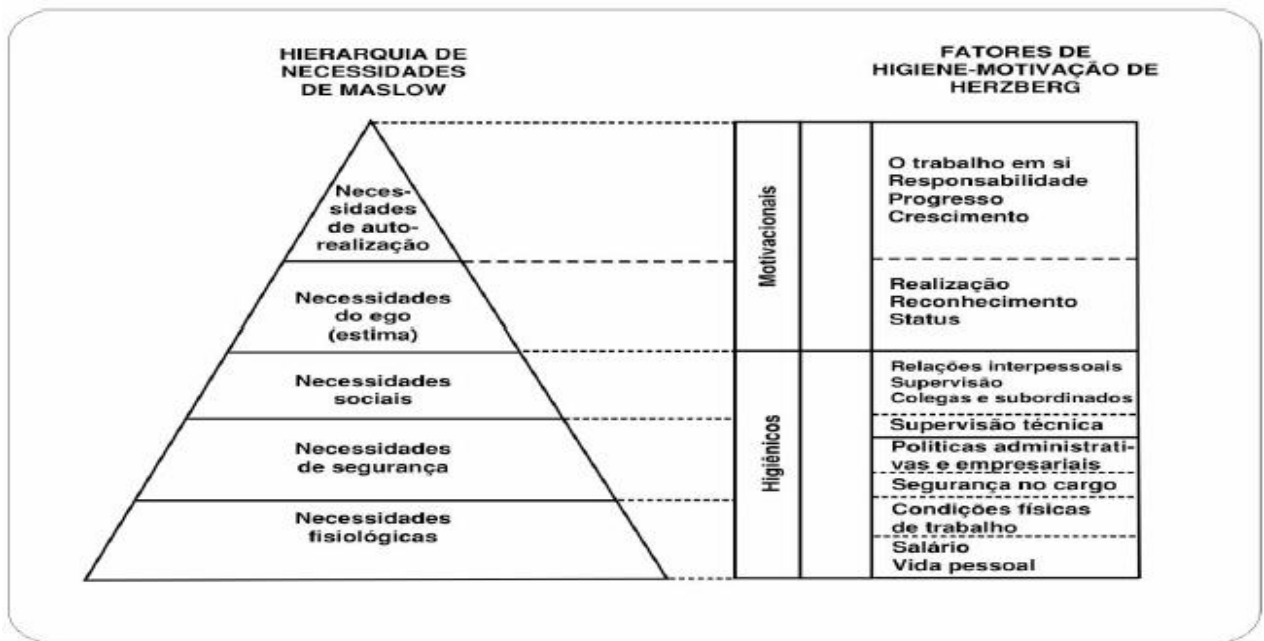 HIERARQUIA DE
NECESSIDADES
DE MASLOW
FATORES DE
HIGIENE-MOTIVAÇÃO DE
HERZBERG
Neces-
sidades
de auto-
realização
Necessidades
do ego
(estima)
Necessidades
sociais
Necessidades
de segurança
Necessidades
fisiológicas
Motivacionais
Higiênicos
O trabalho em si
Responsabilidade
Progresso
Crescimento
Realização
Reconhecimento
Status
Relações interpessoais
Supervisão
Colegas e subordinados
Supervisão técnica
Políticas administrati-
vas e empresariais
Segurança no cargo
Condições físicas
de trabalho
Salário
Vida pessoal